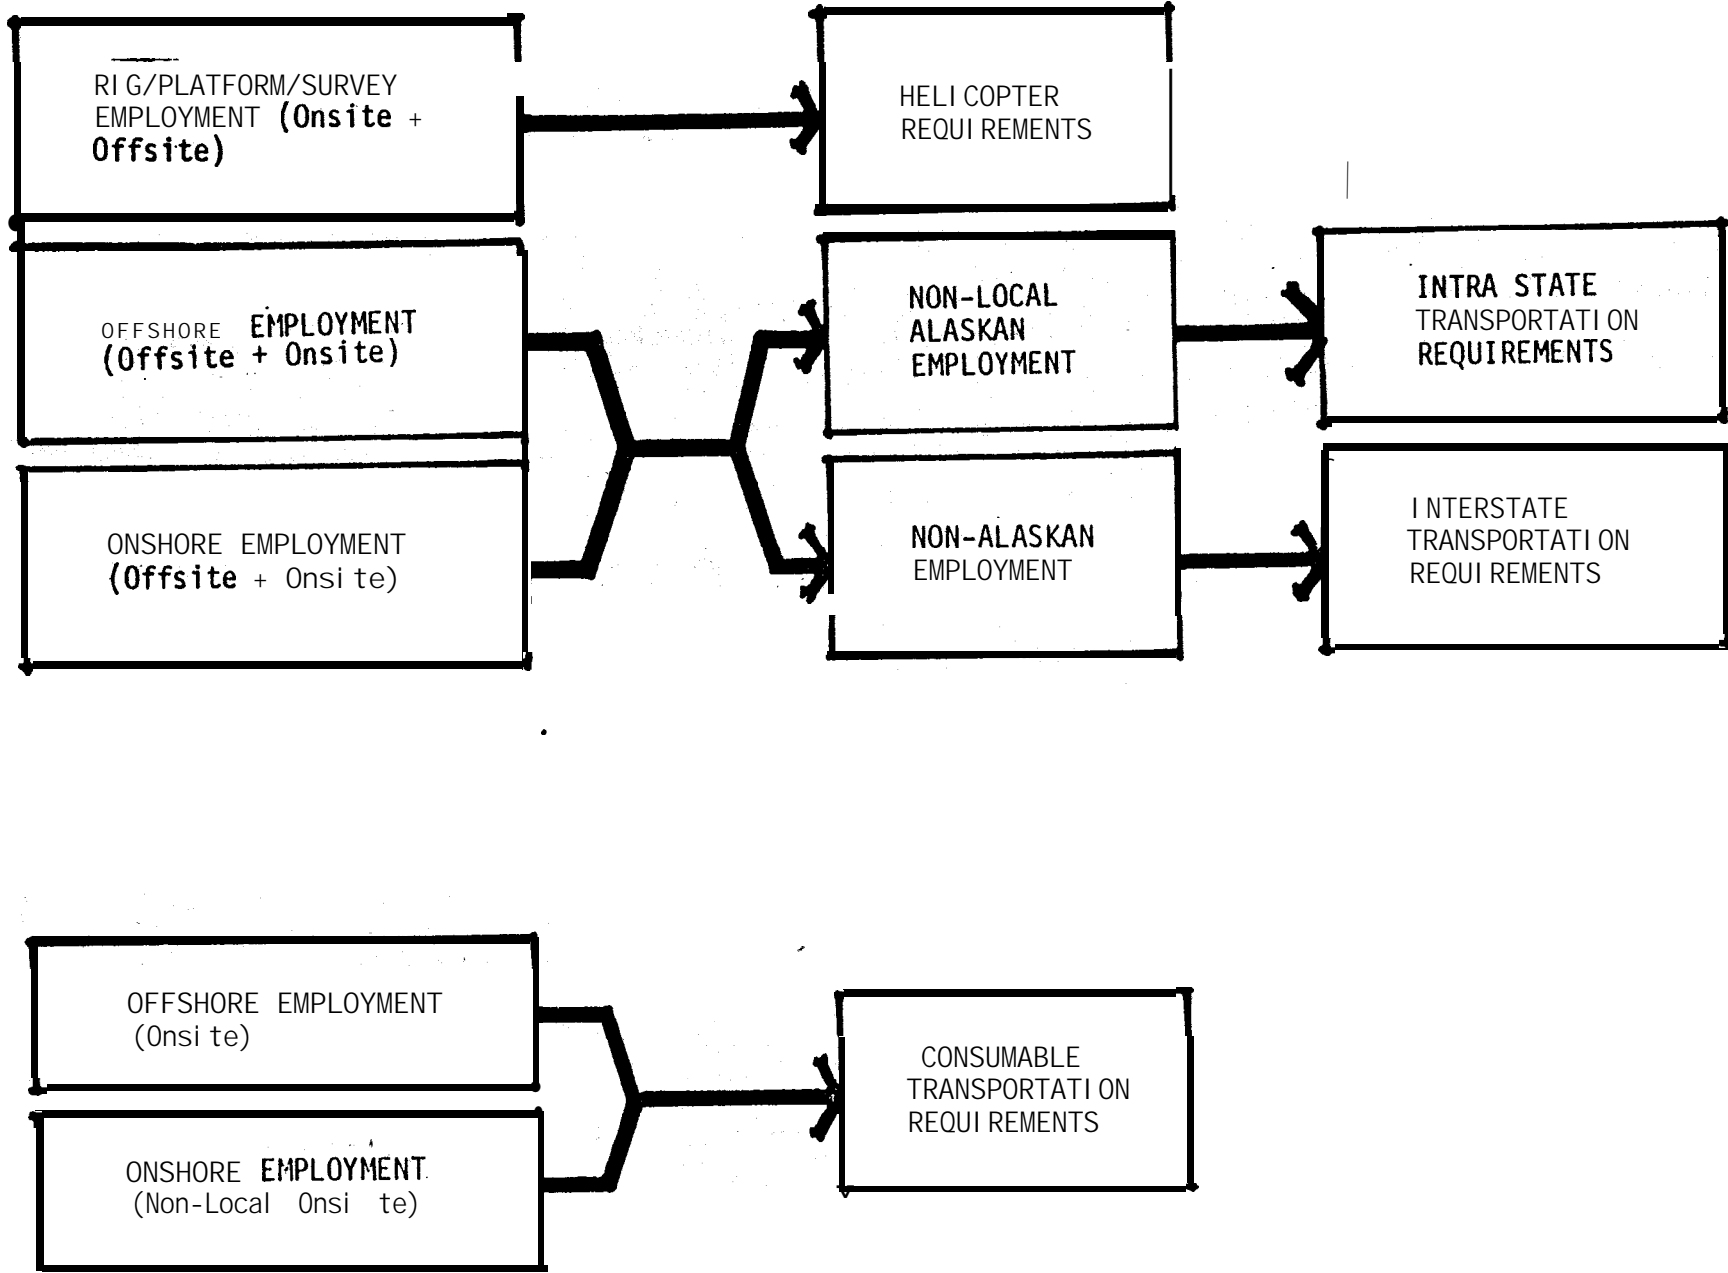 RIG/PLATFORM/SURVEY
EMPLOYMENT (Onsite +
Offsite)
HELICOPTER
REQUIREMENTS
OFFSHORE EMPLOYMENT
(Offsite + Onsite)
NON-LOCAL
ALASKAN
EMPLOYMENT
INTRA STATE
TRANSPORTATION
REQUIREMENTS
ONSHORE EMPLOYMENT
(Offsite + Onsite)
NON-ALASKAN
EMPLOYMENT
INTERSTATE
TRANSPORTATION
REQUIREMENTS
OFFSHORE EMPLOYMENT
(Onsite)
ONSHORE EMPLOYMENT
(Non-Local Onsite)
CONSUMABLE
TRANSPORTATION
REQUIREMENTS